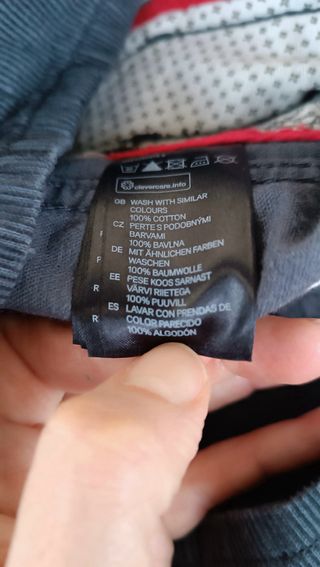 clevercare.info
GB WASH WITH SIMILAR
COLOURS
100% COTTON
CZ PERTE S PODOBNÝMI
BARVAMI
100% BAVLNA
DE MIT ÄHNLICHEN FARBEN
WASCHEN
100% BAUMWOLLE
EE PESE KOOS SARNAST
VÄRVI RIIETEGA
100% PUUVILL
ES LAVAR CON PRENDAS DE
COLOR PARECIDO
100% ALGODÓN